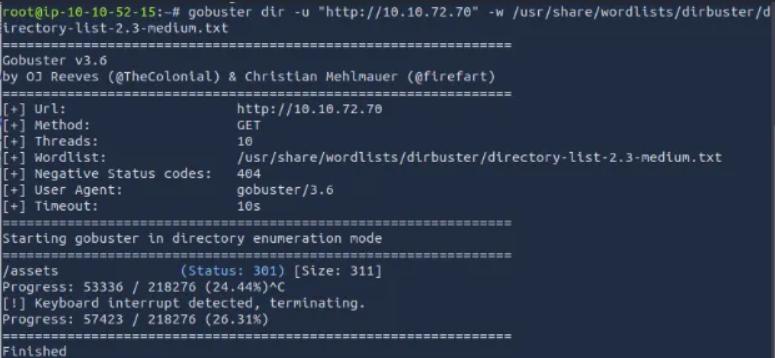 root@ip-10-10-52-15:~# gobuster dir -u "http://10.10.72.70" -w /usr/share/wordlists/dirbuster/d
irectory-list-2.3-medium.txt
===============================================================
Gobuster v3.6
by OJ Reeves (@TheColonial) & Christian Mehlmauer (@firefart)
===============================================================
[+] Url:                     http://10.10.72.70
[+] Method:                  GET
[+] Threads:                 10
[+] Wordlist:                /usr/share/wordlists/dirbuster/directory-list-2.3-medium.txt
[+] Negative Status codes:   404
[+] User Agent:              gobuster/3.6
[+] Timeout:                 10s
===============================================================
Starting gobuster in directory enumeration mode
===============================================================
/assets               (Status: 301) [Size: 311]
Progress: 53336 / 218276 (24.44%)^C
[!] Keyboard interrupt detected, terminating.
Progress: 57423 / 218276 (26.31%)
===============================================================
Finished